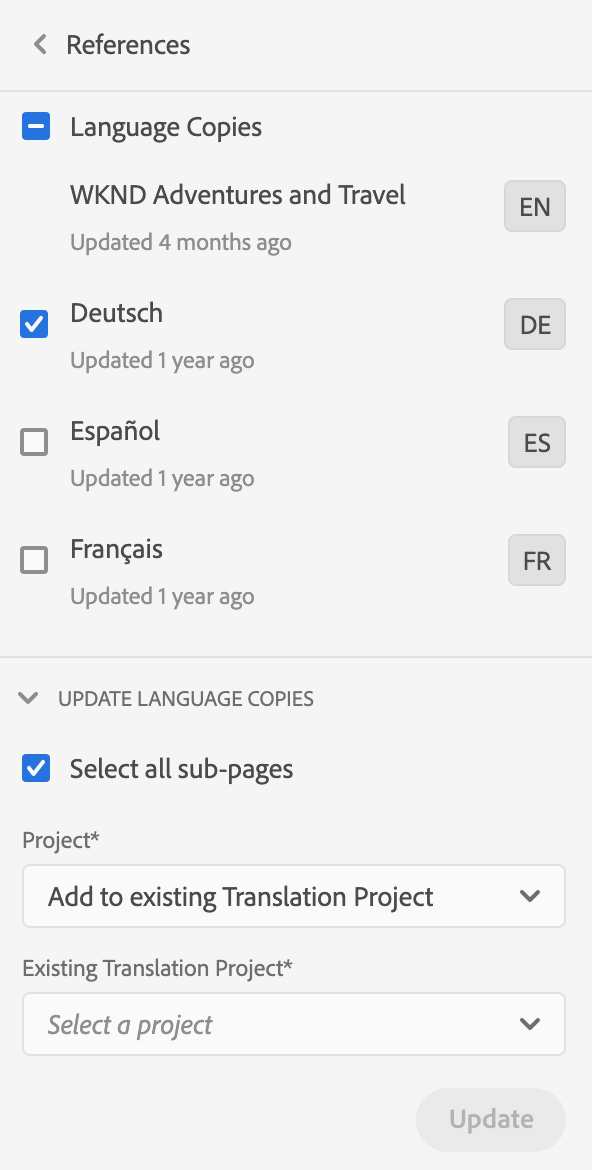 References
Language Copies
WKND Adventures and Travel
EN
Updated 4 months ago
Deutsch
DE
Updated 1 year ago
Español
ES
Updated 1 year ago
Français
FR
Updated 1 year ago
UPDATE LANGUAGE COPIES
Select all sub-pages
Project*
Add to existing Translation Project
Existing Translation Project*
Select a project
Update